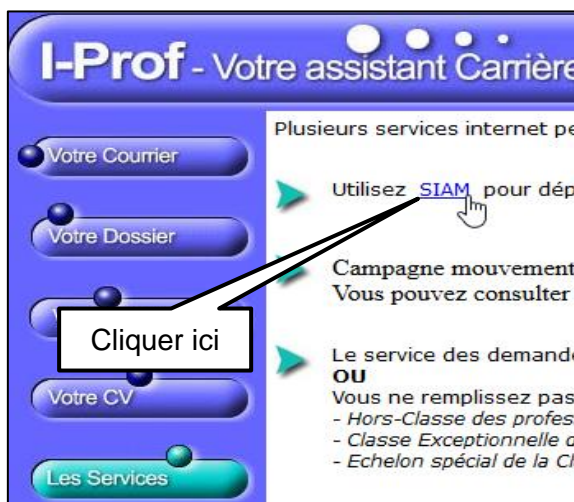 I-Prof - Votre assistant Carrière
Plusieurs services internet pe
Votre Courrier
Utilisez SIAM pour dép
Votre Dossier
Campagne mouvement
Vous pouvez consulter
Cliquer ici
Le service des demande
OU
Votre CV
Vous ne remplissez pas
- Hors-Classe des profes
- Classe Exceptionnelle d
- Echelon spécial de la Cl
Les Services